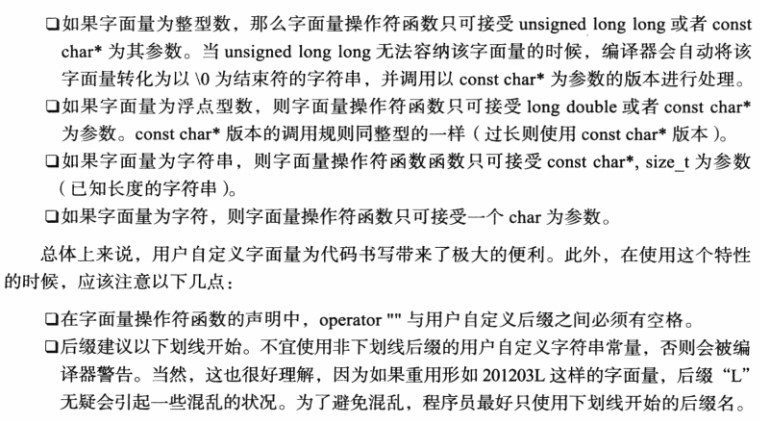 ❑如果字面量为整型数，那么字面量操作符函数只可接受 unsigned long long 或者 const
char* 为其参数。当 unsigned long long 无法容纳该字面量的时候，编译器会自动将该
字面量转化为以 \0 为结束符的字符串，并调用以 const char* 为参数的版本进行处理。
❑如果字面量为浮点型数，则字面量操作符函数只可接受 long double 或者 const char*
为参数。const char* 版本的调用规则同整型的一样（过长则使用 const char* 版本）。
❑如果字面量为字符串，则字面量操作符函数函数只可接受 const char*, size_t 为参数
（已知长度的字符串）。
❑如果字面量为字符，则字面量操作符函数只可接受一个 char 为参数。
总体上来说，用户自定义字面量为代码书写带来了极大的便利。此外，在使用这个特性
的时候，应该注意以下几点：
❑在字面量操作符函数的声明中，operator "" 与用户自定义后缀之间必须有空格。
❑后缀建议以下划线开始。不宜使用非下划线后缀的用户自定义字符串常量，否则会被编
译器警告。当然，这也很好理解，因为如果重用形如 201203L 这样的字面量，后缀“L”
无疑会引起一些混乱的状况。为了避免混乱，程序员最好只使用下划线开始的后缀名。